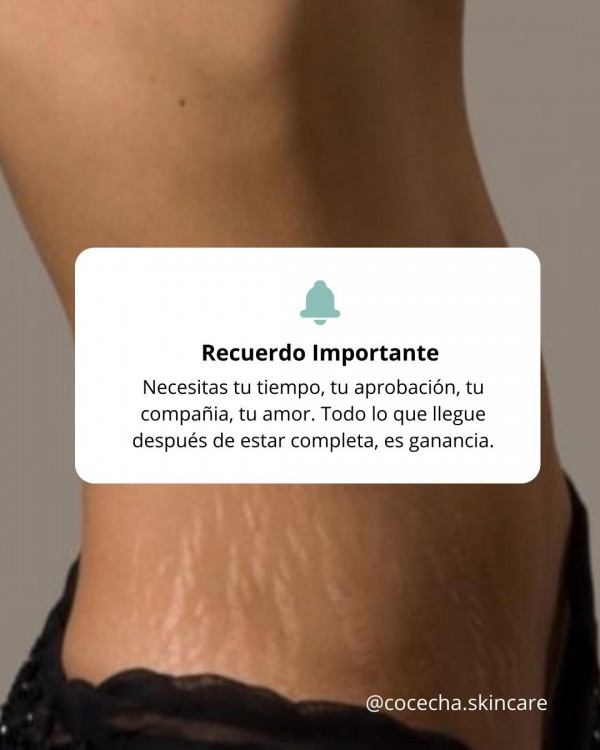 Recuerdo Importante
Necesitas tu tiempo, tu aprobación, tu
compañia, tu amor. Todo lo que llegue
después de estar completa, es ganancia.
@cocecha.skincare